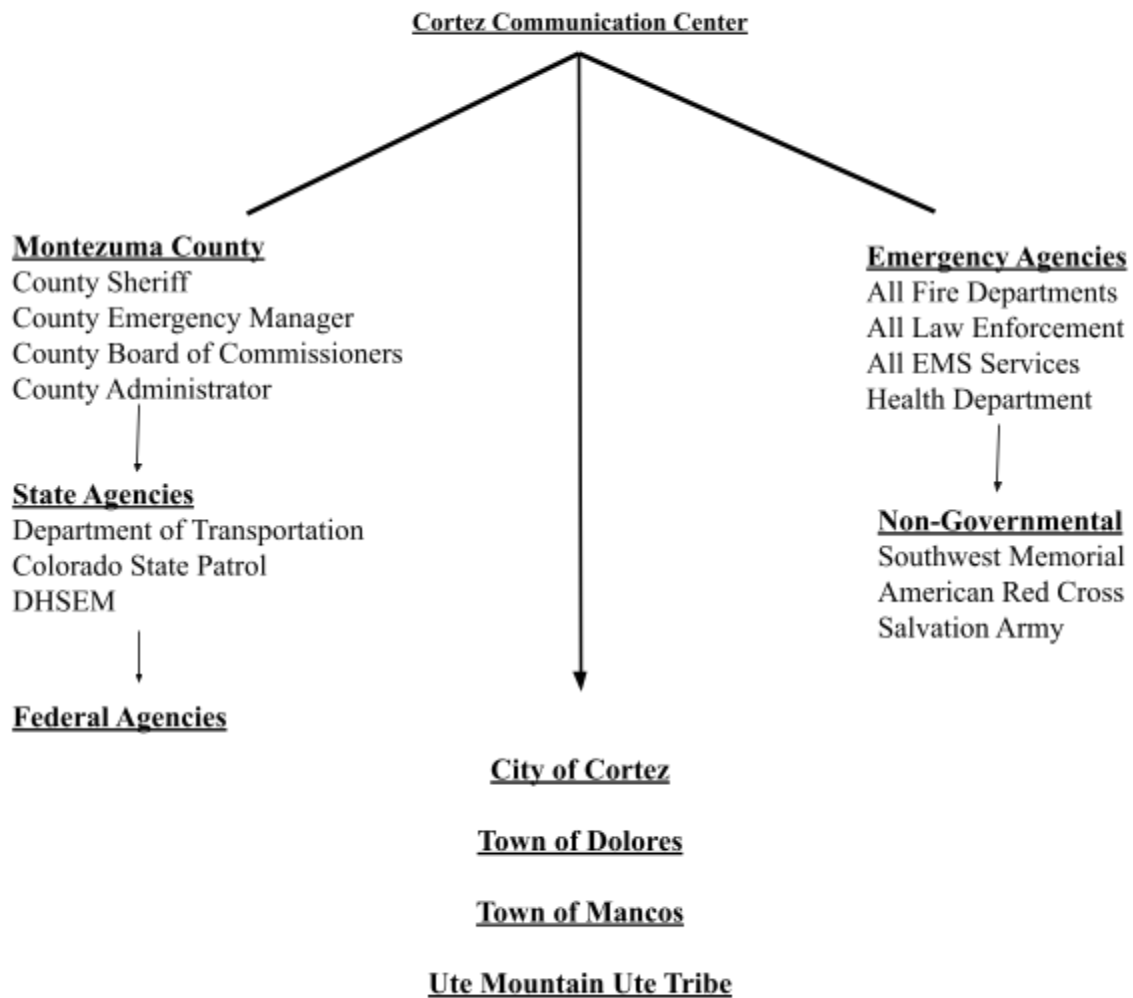 Cortez Communication Center
Montezuma County
County Sheriff
County Emergency Manager
County Board of Commissioners
County Administrator
State Agencies
Department of Transportation
Colorado State Patrol
DHSEM
Federal Agencies
City of Cortez
Town of Dolores
Town of Mancos
Ute Mountain Ute Tribe
Emergency Agencies
All Fire Departments
All Law Enforcement
All EMS Services
Health Department
Non-Governmental
Southwest Memorial
American Red Cross
Salvation Army